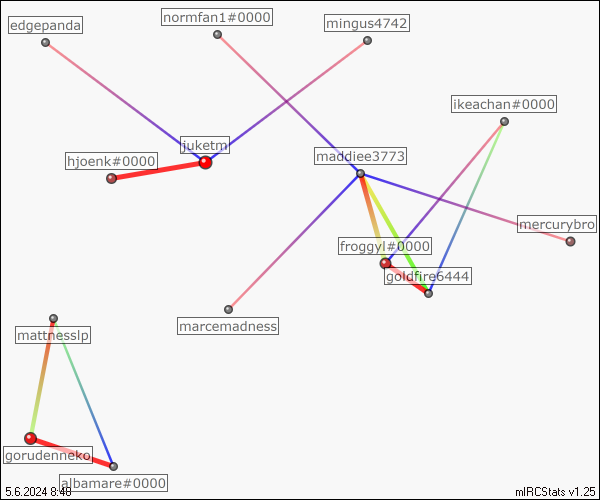 edgepanda
normfan1#0000
mingus4742
ikeachan#0000
juketm
hjoenk#0000
maddiee3773
mercurybro
froggyl#0000
goldfire6444
marcemadness
mattnesslp
gorudenneko
albamare#0000
5.6.2024 8:40
mIRCStats v1.25